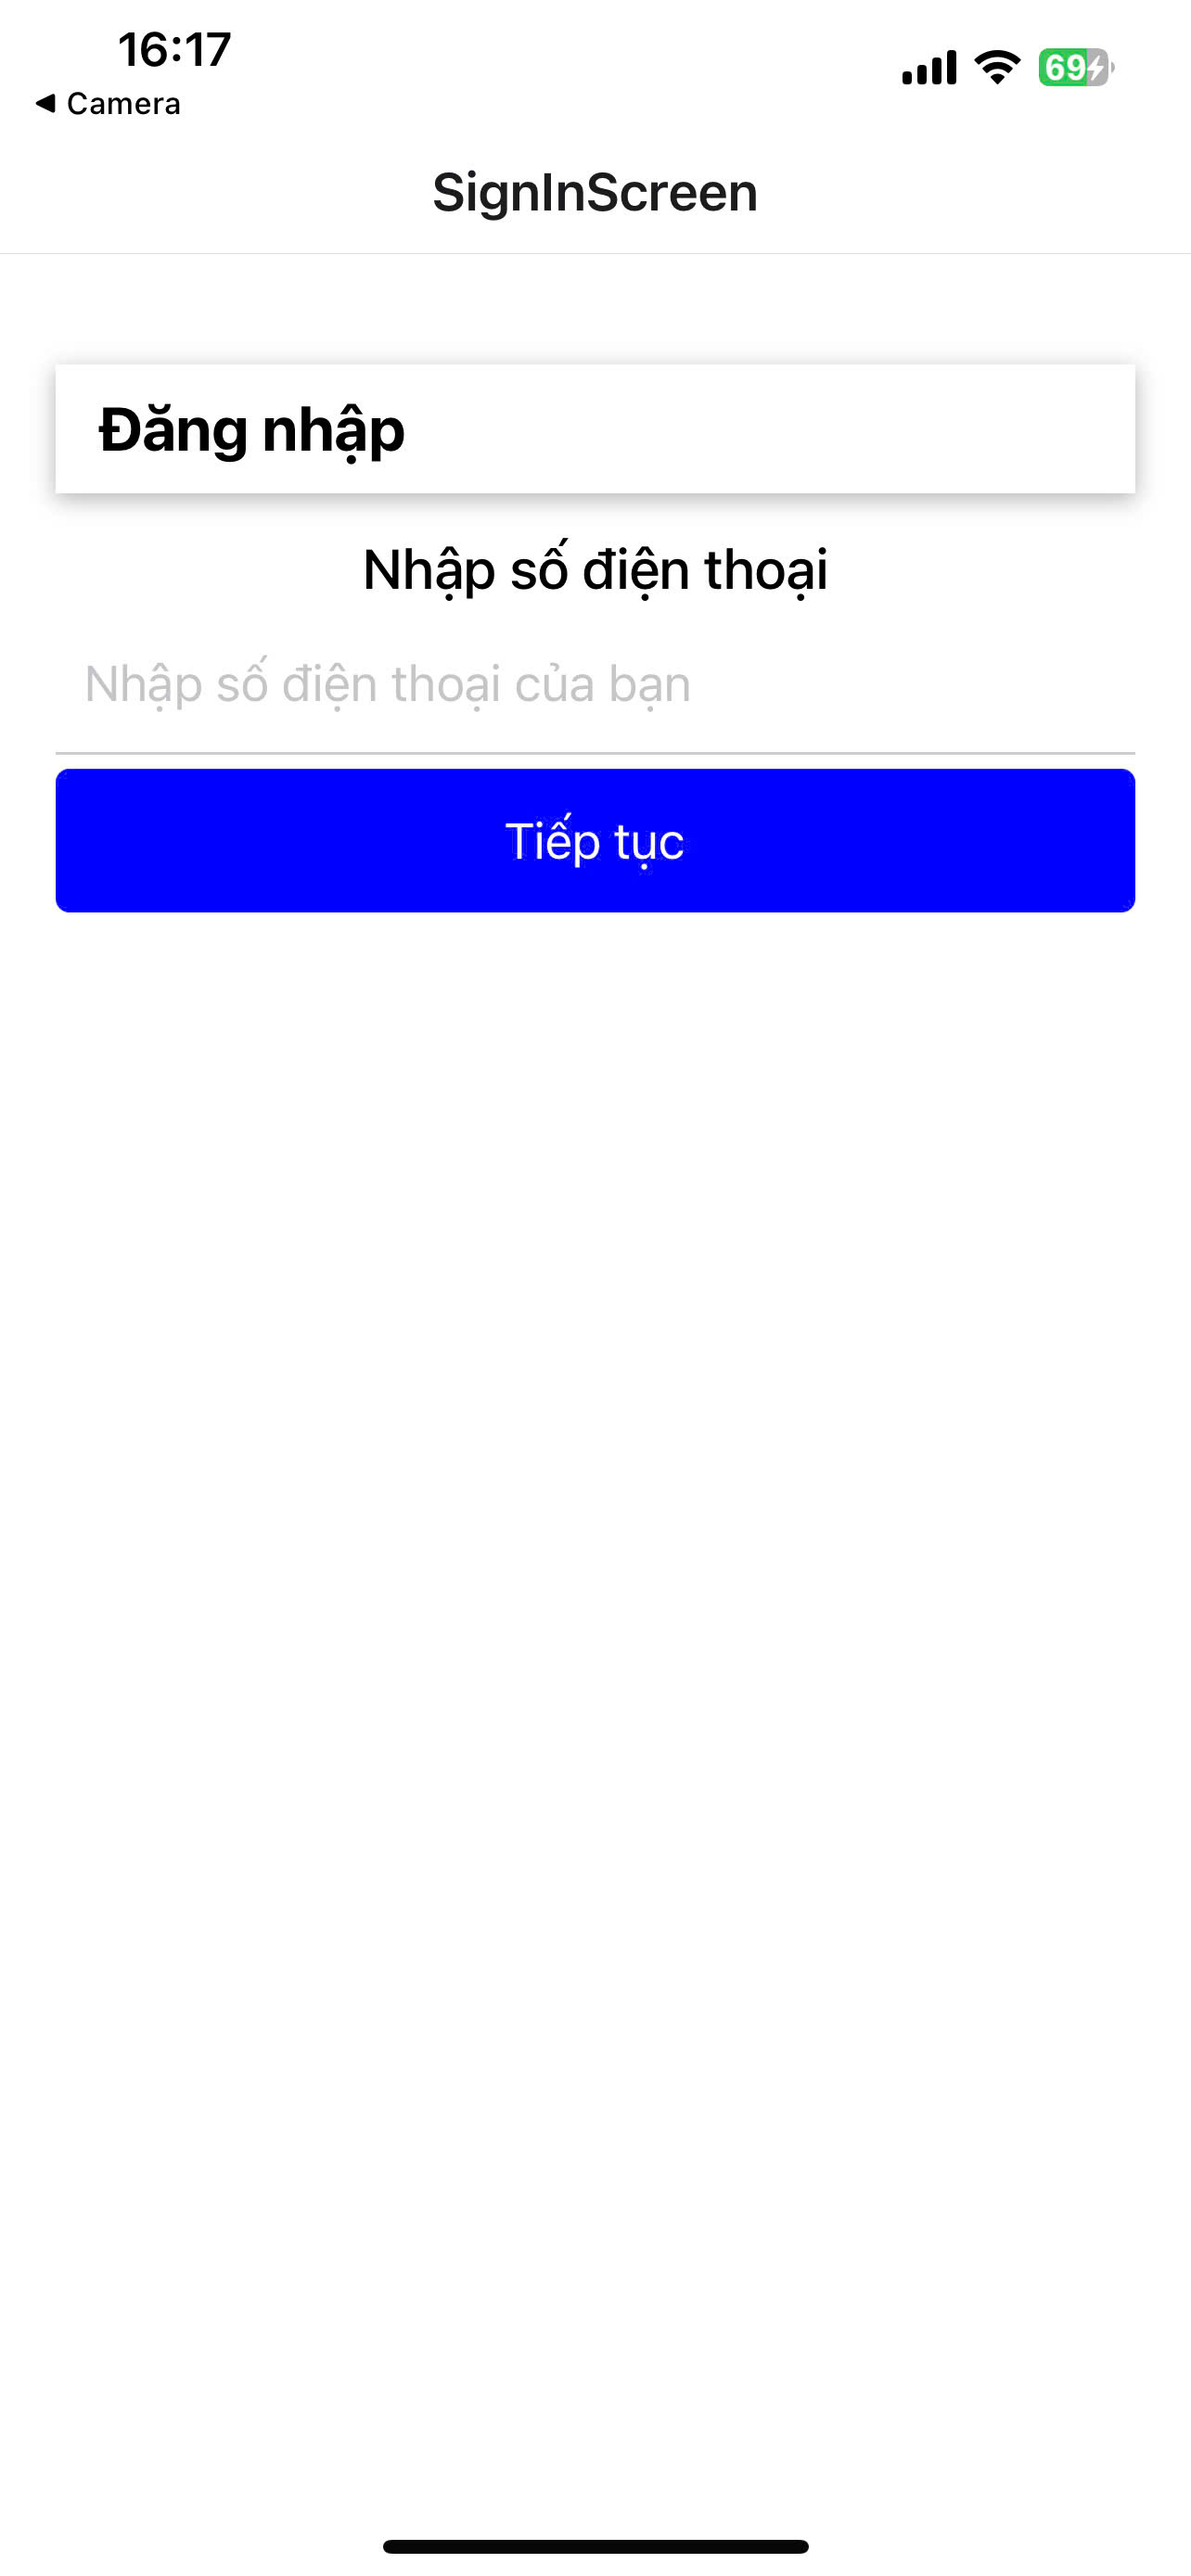 16:17
◀ Camera
69
SignInScreen
Đăng nhập
Nhập số điện thoại
Nhập số điện thoại của bạn
Tiếp tục